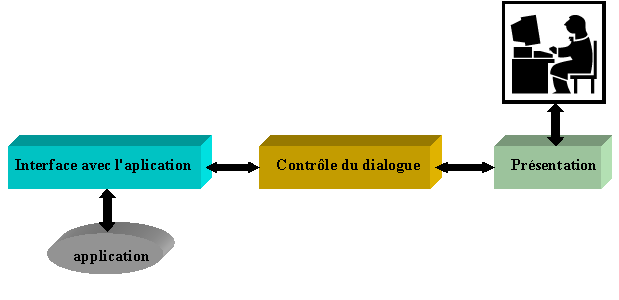 Interface avec l'aplication
Contrôle du dialogue
Présentation
application